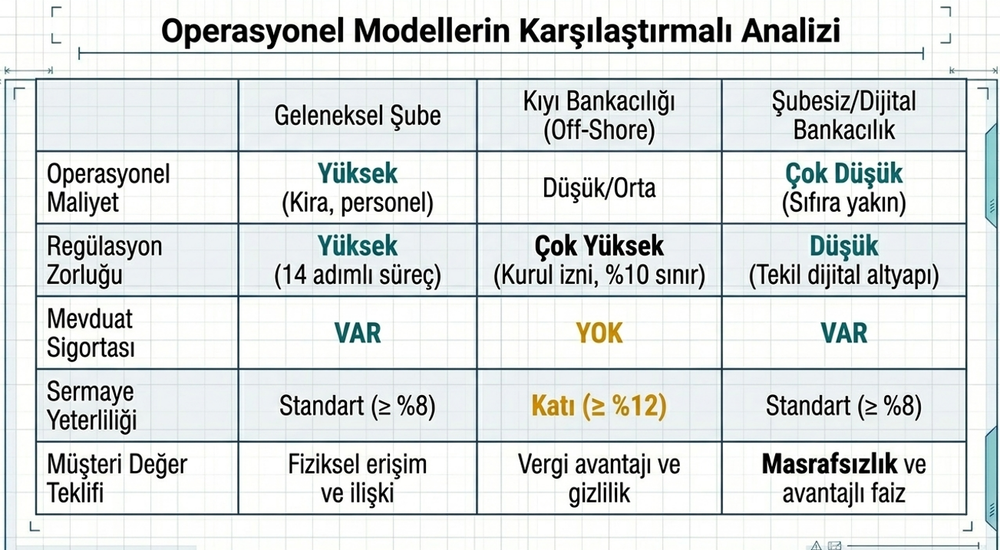 Operasyonel Modellerin Karşılaştırmalı Analizi
Geleneksel Şube
Kıyı Bankacılığı
(Off-Shore)
Şubesiz/Dijital
Bankacılık
Operasyonel
Maliyet
Yüksek
(Kira, personel)
Düşük/Orta
Çok Düşük
(Sıfıra yakın)
Regülasyon
Zorluğu
Yüksek
(14 adımlı süreç)
Çok Yüksek
(Kurul izni, %10 sınır)
Düşük
(Tekil dijital altyapı)
Mevduat
Sigortası
VAR
YOK
VAR
Sermaye
Yeterliliği
Standart (≥ %8)
Katı (≥ %12)
Standart (≥ %8)
Müşteri Değer
Teklifi
Fiziksel erişim
ve ilişki
Vergi avantajı ve
gizlilik
Masrafsızlık ve
avantajlı faiz